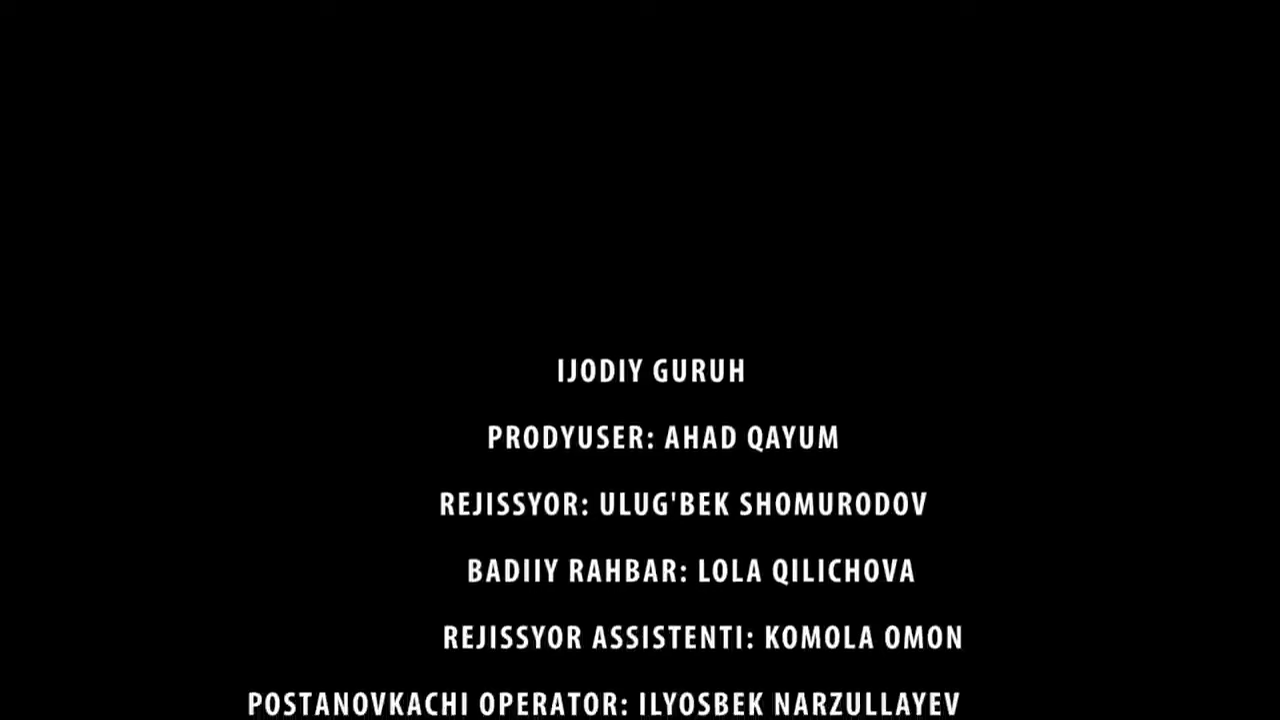 IJODIY GURUH
PRODYUSER: AHAD QAYUM
REJISSYOR: ULUG'BEK SHOMURODOV
BADIIY RAHBAR: LOLA QILICHOVA
REJISSYOR ASSISTENTI: KOMOLA OMON
POSTANOVKACHI OPERATOR: ILYOSBEK NARZULLAYEV